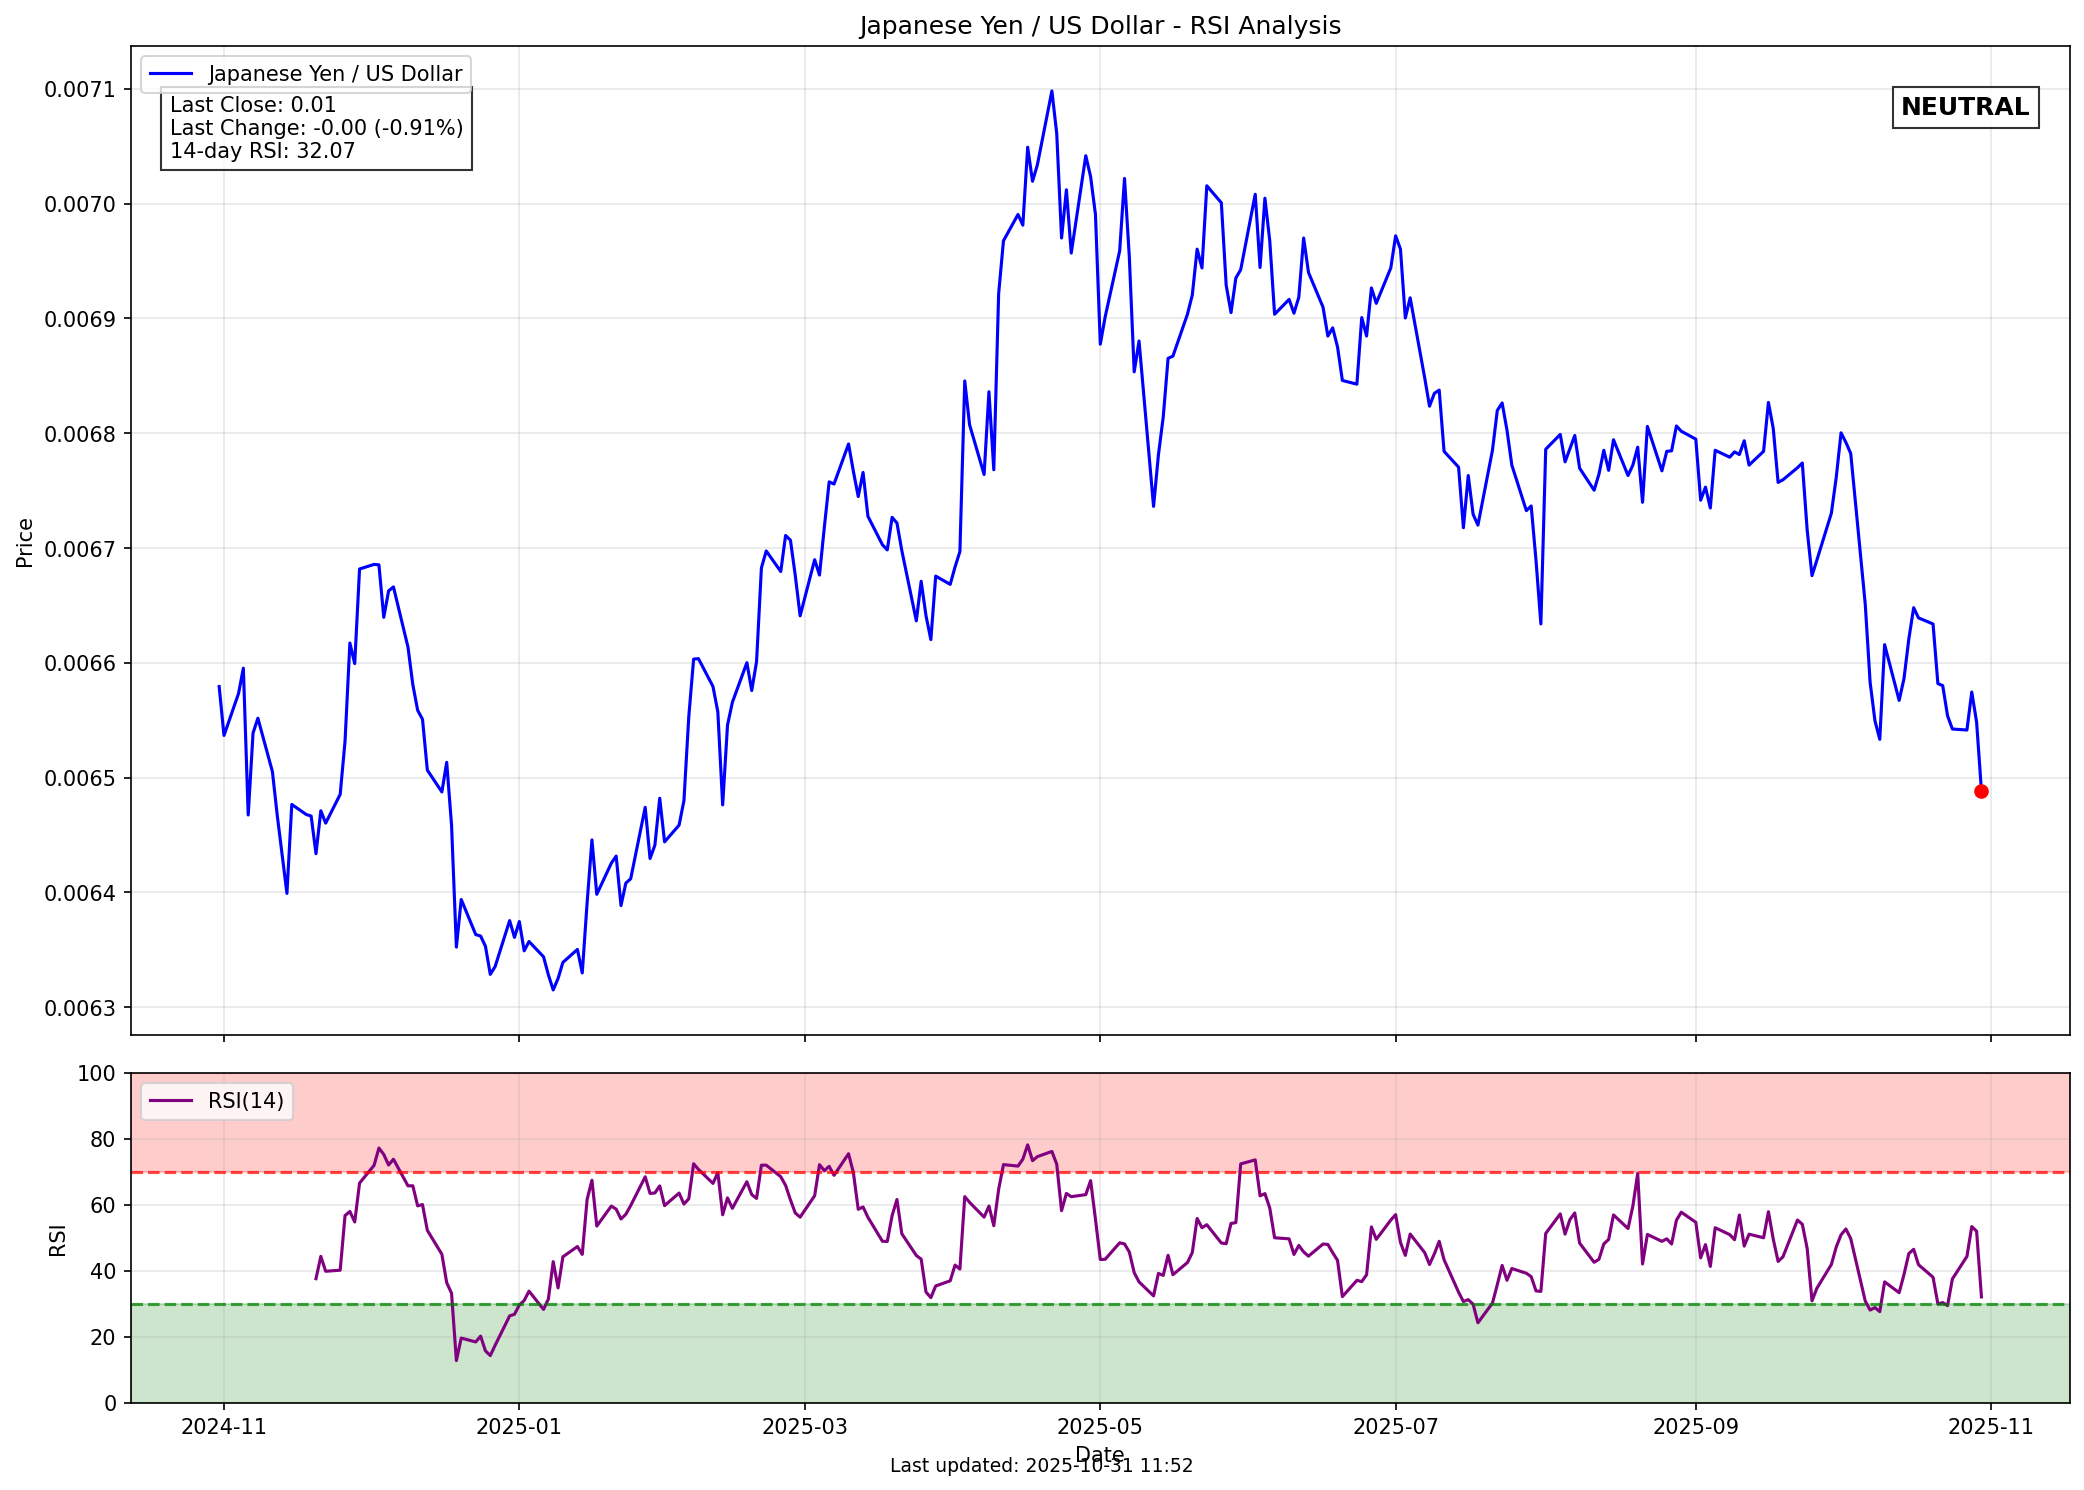 Japanese Yen / US Dollar - RSI Analysis
Japanese Yen / US Dollar
Last Close: 0.01
Last Change: -0.00 (-0.91%)
14-day RSI: 32.07
NEUTRAL
0.0071
0.0070
0.0069
0.0068
0.0067
0.0066
0.0065
0.0064
0.0063
Price
RSI(14)
100
80
60
40
20
0
RSI
2024-11
2025-01
2025-03
2025-05
2025-07
2025-09
2025-11
Date
Last updated: 2025-10-31 11:52